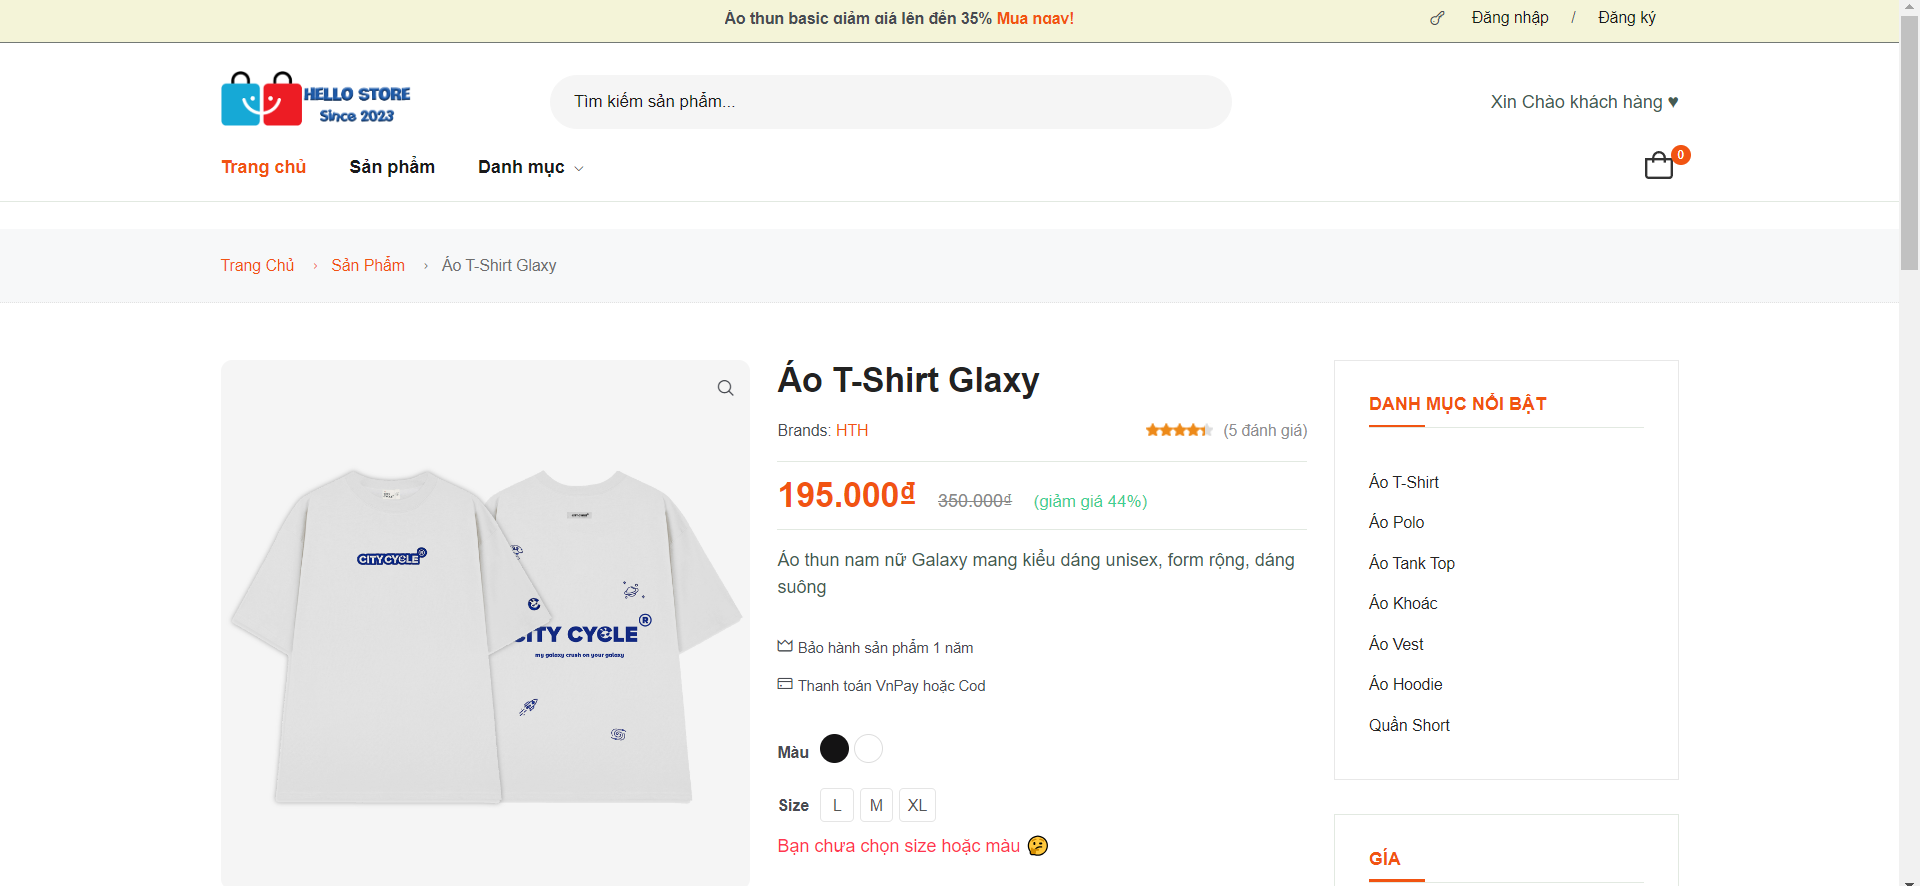 Áo thun basic giảm giá lên đến 35% Mua ngay!
Đăng nhập / Đăng ký
HELLO STORE
Since 2023
Tìm kiếm sản phẩm...
Xin Chào khách hàng ♥
Trang chủ
Sản phẩm
Danh mục
0
Trang Chủ › Sản Phẩm › Áo T-Shirt Glaxy
CITYCYCLE®
CITY CYCLE®
my galaxy crush on your galaxy
Áo T-Shirt Glaxy
Brands: HTH
(5 đánh giá)
195.000₫ 350.000₫ (giảm giá 44%)
Áo thun nam nữ Galaxy mang kiểu dáng unisex, form rộng, dáng
suông
Bảo hành sản phẩm 1 năm
Thanh toán VnPay hoặc Cod
Màu
Size L M XL
Bạn chưa chọn size hoặc màu 🤔
DANH MỤC NỔI BẬT
Áo T-Shirt
Áo Polo
Áo Tank Top
Áo Khoác
Áo Vest
Áo Hoodie
Quần Short
GÍA